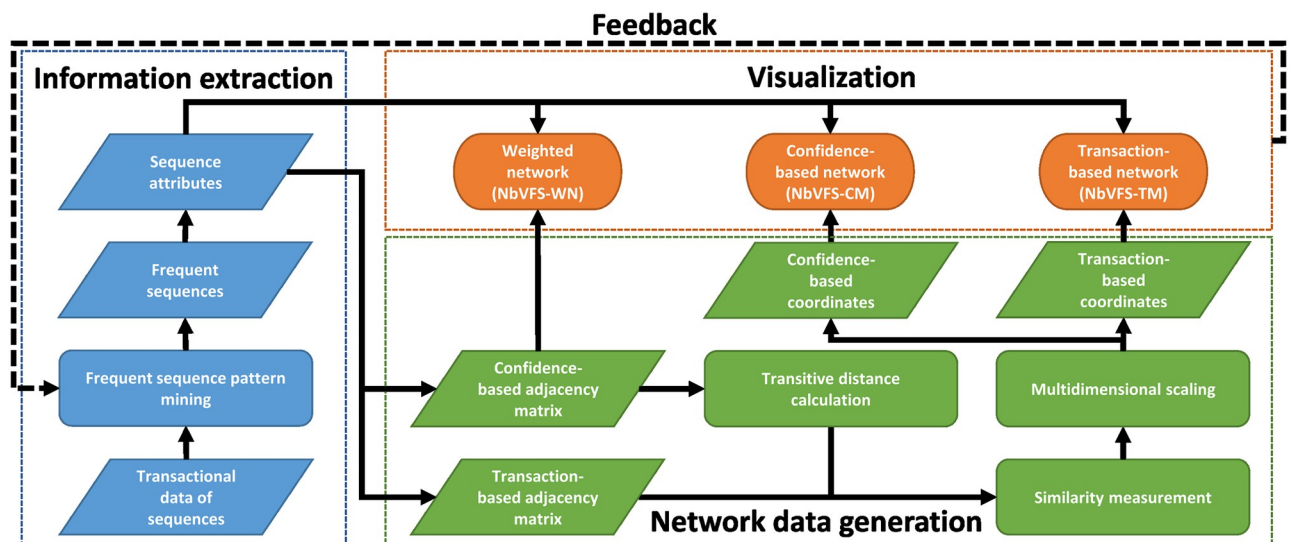 Feedback
Information extraction
Visualization
Sequence
attributes
Weighted
network
(NbVFS-WN)
Confidence-
based network
(NbVFS-CM)
Transaction-
based network
(NbVFS-TM)
Frequent
sequences
Confidence-
based
coordinates
Transaction-
based
coordinates
Frequent sequence pattern
mining
Confidence-
based adjacency
matrix
Transitive distance
calculation
Multidimensional scaling
Transactional
data of
sequences
Transaction-
based adjacency
matrix
Similarity measurement
Network data generation